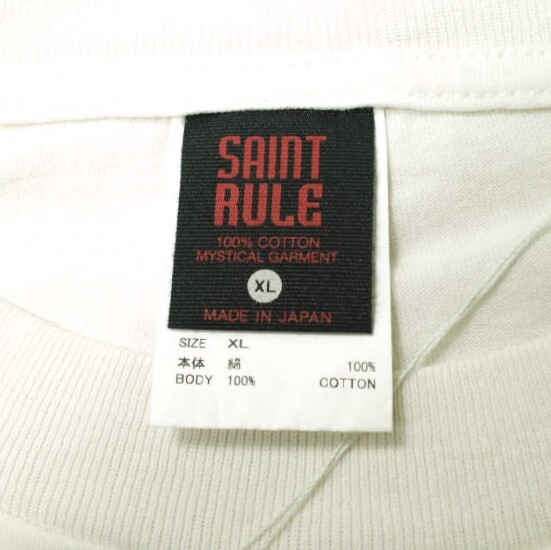 SAINT
RULE
100% COTTON
MYSTICAL GARMENT
XL
MADE IN JAPAN
SIZE XL
本体 綿 100%
BODY 100% COTTON